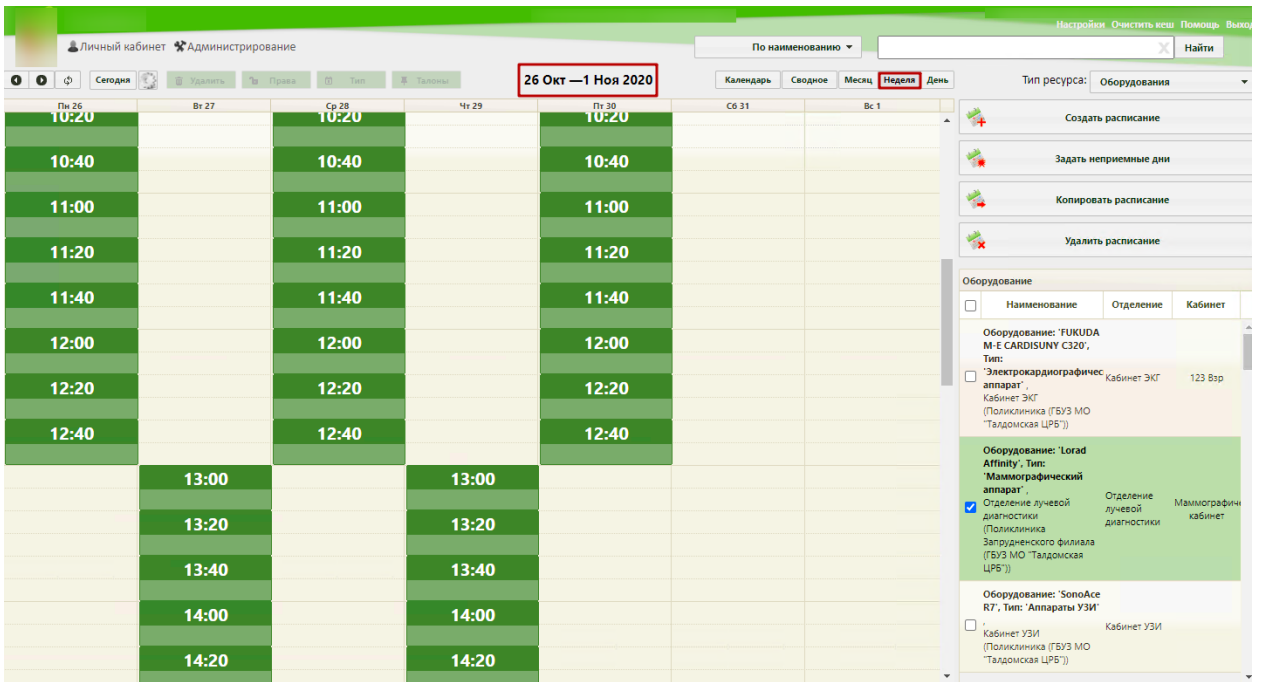 Настройки Очистить кеш Помощь Выход
Личный кабинет Администрирование
По наименованию
Найти
Сегодня Удалить Права Тип Талоны
26 Окт —1 Ноя 2020
Календарь Сводное Месяц Неделя День
Тип ресурса: Оборудования
Пн 26 Вт 27 Ср 28 Чт 29 Пт 30 Сб 31 Вс 1
10:20 10:20 10:20
10:40 10:40 10:40
11:00 11:00 11:00
11:20 11:20 11:20
11:40 11:40 11:40
12:00 12:00 12:00
12:20 12:20 12:20
12:40 12:40 12:40
13:00 13:00
13:20 13:20
13:40 13:40
14:00 14:00
14:20 14:20
Создать расписание
Задать неприемные дни
Копировать расписание
Удалить расписание
Оборудование
Наименование Отделение Кабинет
Оборудование: 'FUKUDA
M-E CARDISUNY C320',
Тип:
'Электрокардиографичес
аппарат' ,
Кабинет ЭКГ
(Поликлиника (ГБУЗ МО
"Талдомская ЦРБ"))
Кабинет ЭКГ
123 Взр
Оборудование: 'Lorad
Affinity', Тип:
'Маммографический
аппарат' ,
Отделение лучевой
диагностики
(Поликлиника
Запрудненского филиала
(ГБУЗ МО "Талдомская
ЦРБ"))
Отделение
лучевой
диагностики
Маммографиче
кабинет
Оборудование: 'SonoAce
R7', Тип: 'Аппараты УЗИ'
,
Кабинет УЗИ
(Поликлиника (ГБУЗ МО
"Талдомская ЦРБ"))
Кабинет УЗИ